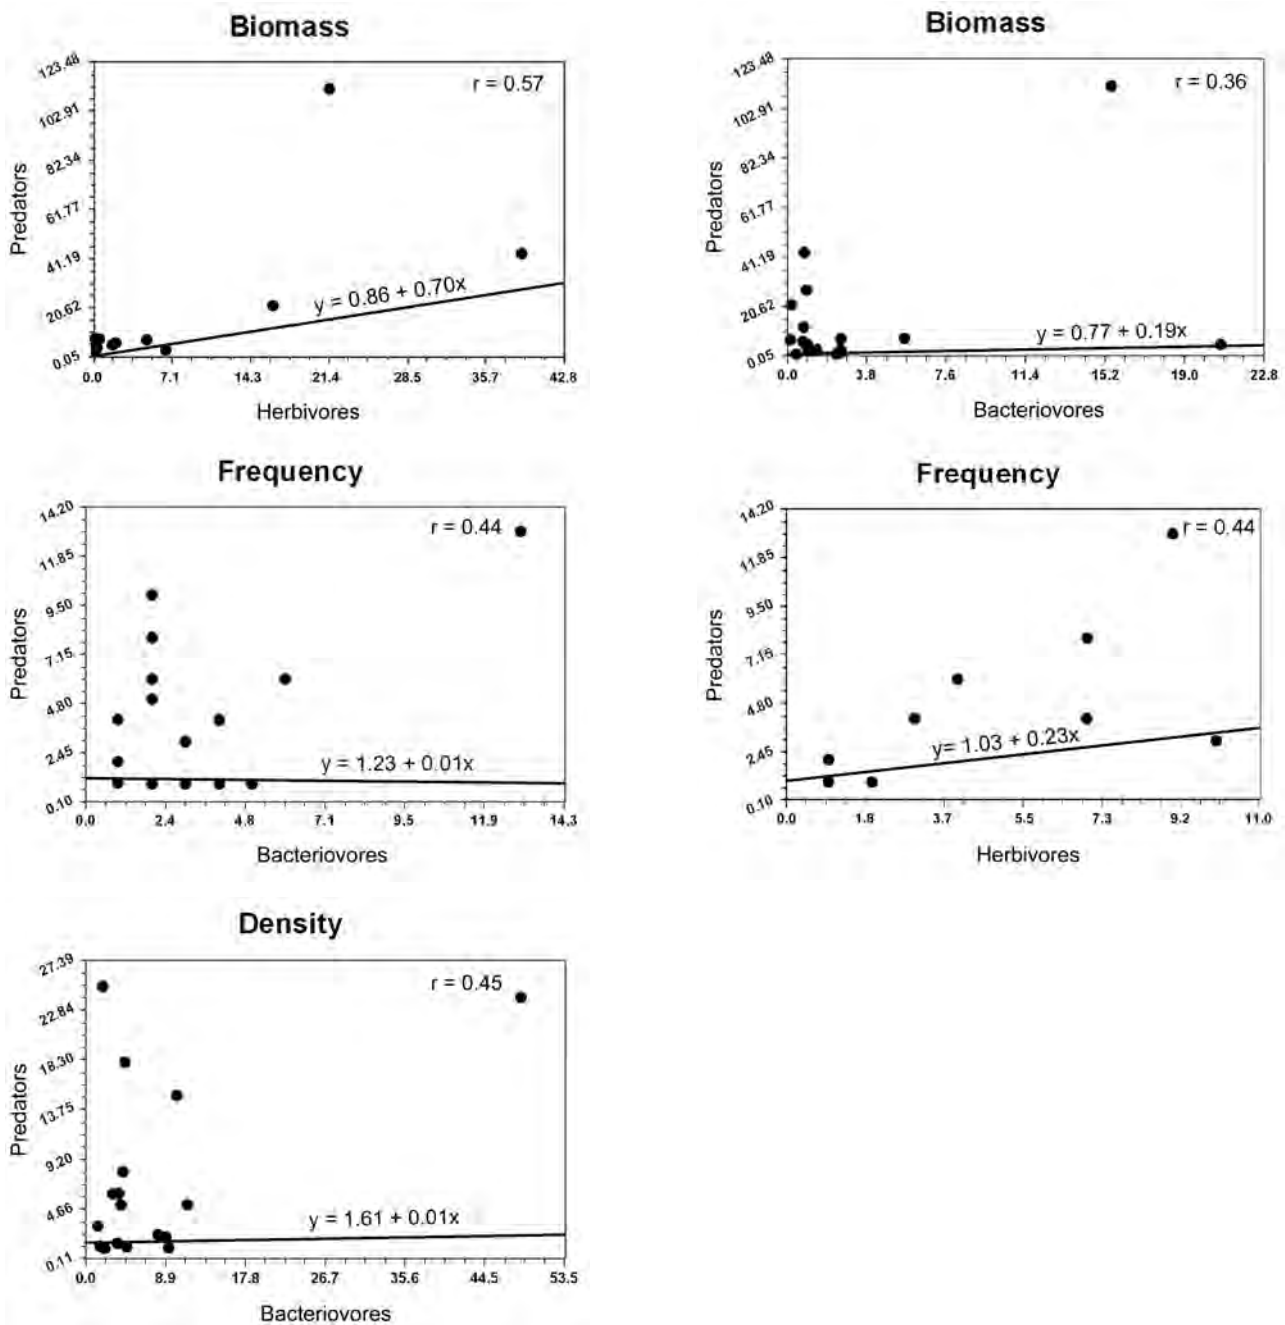 Biomass
r = 0.57
123.48
102.91
82.34
61.77
41.19
20.62
0.05
Predators
y = 0.86 + 0.70x
0.0 7.1 14.3 21.4 28.5 35.7 42.8
Herbivores
Biomass
r = 0.36
123.48
102.91
82.34
61.77
41.19
20.62
0.05
Predators
y = 0.77 + 0.19x
0.0 3.8 7.6 11.4 15.2 19.0 22.8
Bacteriovores
Frequency
r = 0.44
14.20
11.85
9.50
7.15
4.80
2.45
0.10
Predators
y = 1.23 + 0.01x
0.0 2.4 4.8 7.1 9.5 11.9 14.3
Bacteriovores
Frequency
r = 0.44
14.20
11.85
9.50
7.15
4.80
2.45
0.10
Predators
y= 1.03 + 0.23x
0.0 1.8 3.7 5.5 7.3 9.2 11.0
Herbivores
Density
r = 0.45
27.39
22.84
18.30
13.75
9.20
4.66
0.11
Predators
y = 1.61 + 0.01x
0.0 8.9 17.8 26.7 35.6 44.5 53.5
Bacteriovores